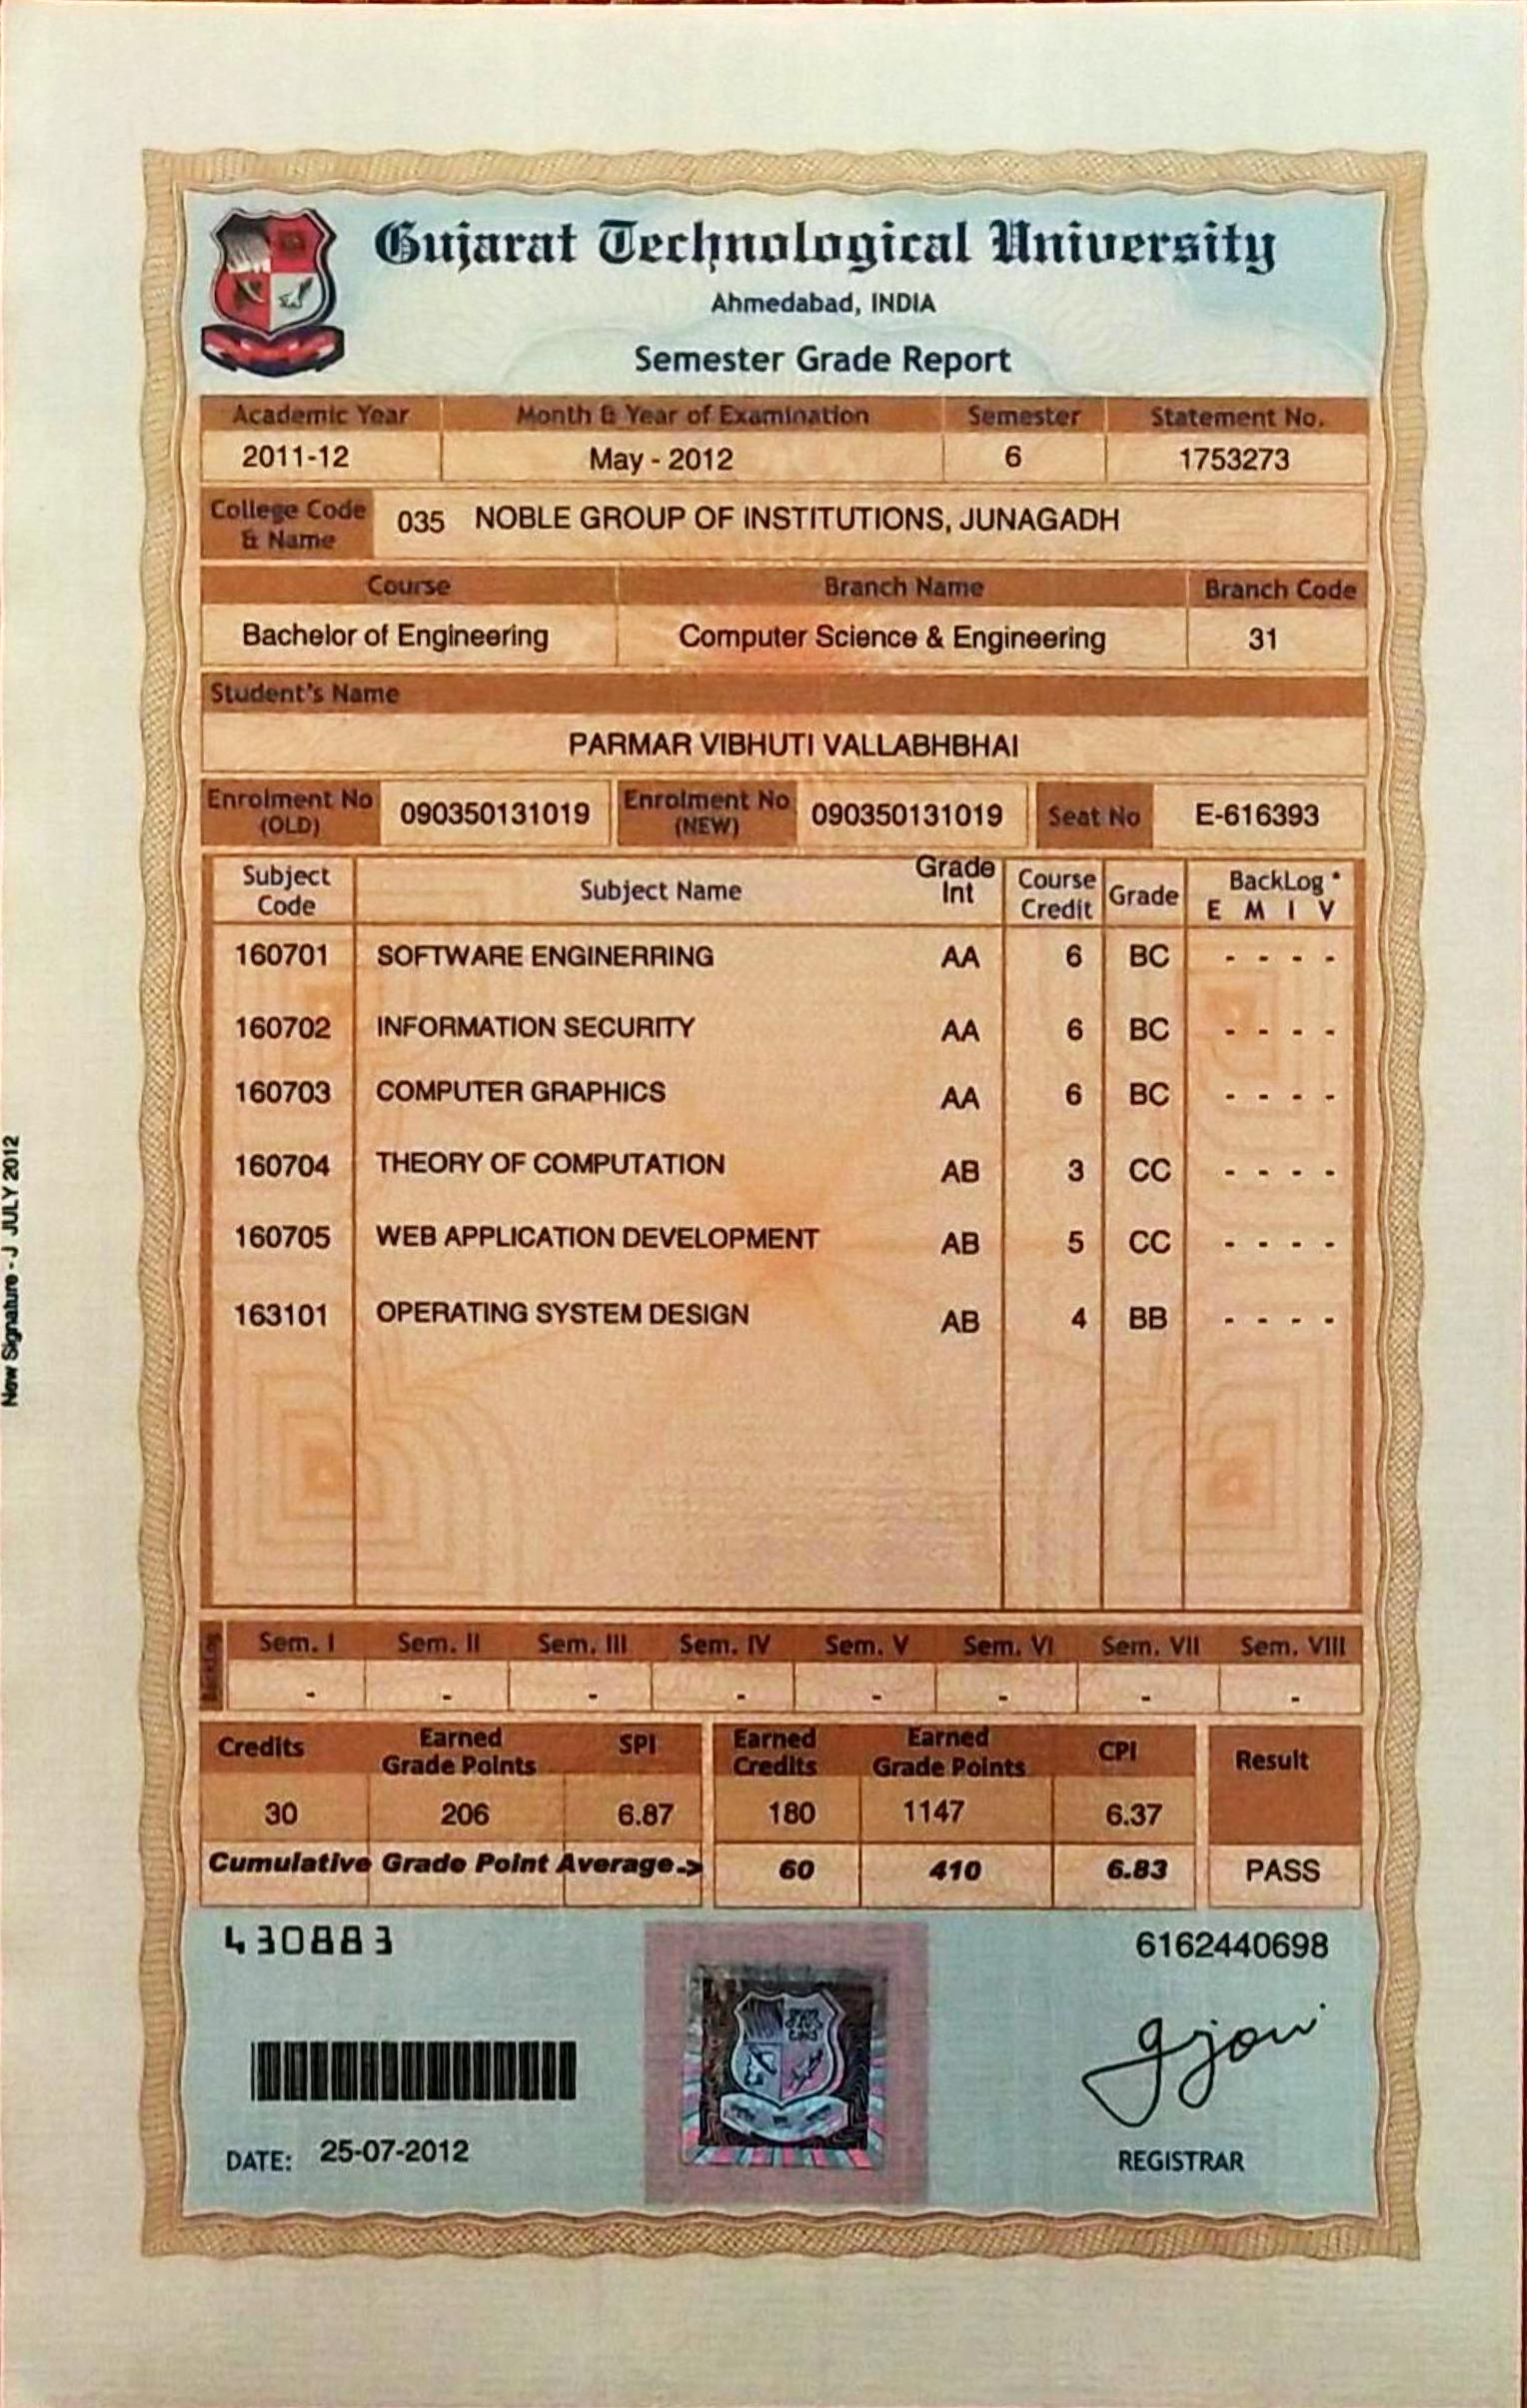 Gujarat Technological University
Ahmedabad, INDIA
Semester Grade Report
Academic Year Month & Year of Examination Semester Statement No.
2011-12 May - 2012 6 1753273
College Code & Name 035 NOBLE GROUP OF INSTITUTIONS, JUNAGADH
Course Branch Name Branch Code
Bachelor of Engineering Computer Science & Engineering 31
Student's Name
PARMAR VIBHUTI VALLABHBHAI
Enrolment No (OLD) 090350131019 Enrolment No (NEW) 090350131019 Seat No E-616393
Subject Code Subject Name Grade Int Course Credit Grade BackLog * E M I V
160701 SOFTWARE ENGINERRING AA 6 BC - - - -
160702 INFORMATION SECURITY AA 6 BC - - - -
160703 COMPUTER GRAPHICS AA 6 BC - - - -
160704 THEORY OF COMPUTATION AB 3 CC - - - -
160705 WEB APPLICATION DEVELOPMENT AB 5 CC - - - -
163101 OPERATING SYSTEM DESIGN AB 4 BB - - - -
Sem. I Sem. II Sem. III Sem. IV Sem. V Sem. VI Sem. VII Sem. VIII
- - - - - - - -
Credits Earned Grade Points SPI Earned Credits Earned Grade Points CPI Result
30 206 6.87 180 1147 6.37
Cumulative Grade Point Average-> 60 410 6.83 PASS
430883 6162440698
DATE: 25-07-2012 REGISTRAR
New Signature - J JULY 2012